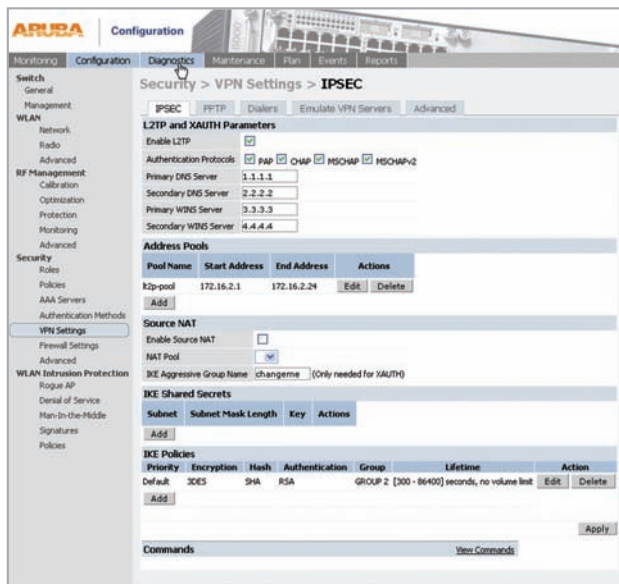 ARUBA Configuration
Monitoring Configuration Diagnostics Maintenance Plan Events Reports
Switch
General
Management
WLAN
Network
Radio
Advanced
RF Management
Calibration
Optimization
Protection
Monitoring
Advanced
Security
Roles
Policies
AAA Servers
Authentication Methods
VPN Settings
Firewall Settings
Advanced
WLAN Intrusion Protection
Rogue AP
Denial of Service
Man-In-the-Middle
Signatures
Policies
Security > VPN Settings > IPSEC
IPSEC PPTP Dialers Emulate VPN Servers Advanced
L2TP and XAUTH Parameters
Enable L2TP
Authentication Protocols PAP CHAP MSCHAP MSCHAPv2
Primary DNS Server 1.1.1.1
Secondary DNS Server 2.2.2.2
Primary WINS Server 3.3.3.3
Secondary WINS Server 4.4.4.4
Address Pools
Pool Name Start Address End Address Actions
lt2p-pool 172.16.2.1 172.16.2.24 Edit Delete
Add
Source NAT
Enable Source NAT
NAT Pool
IKE Aggressive Group Name changeme (Only needed for XAUTH)
IKE Shared Secrets
Subnet Subnet Mask Length Key Actions
Add
IKE Policies
Priority Encryption Hash Authentication Group Lifetime Action
Default 3DES SHA RSA GROUP 2 [300 - 86400] seconds, no volume limit Edit Delete
Add
Apply
Commands View Commands